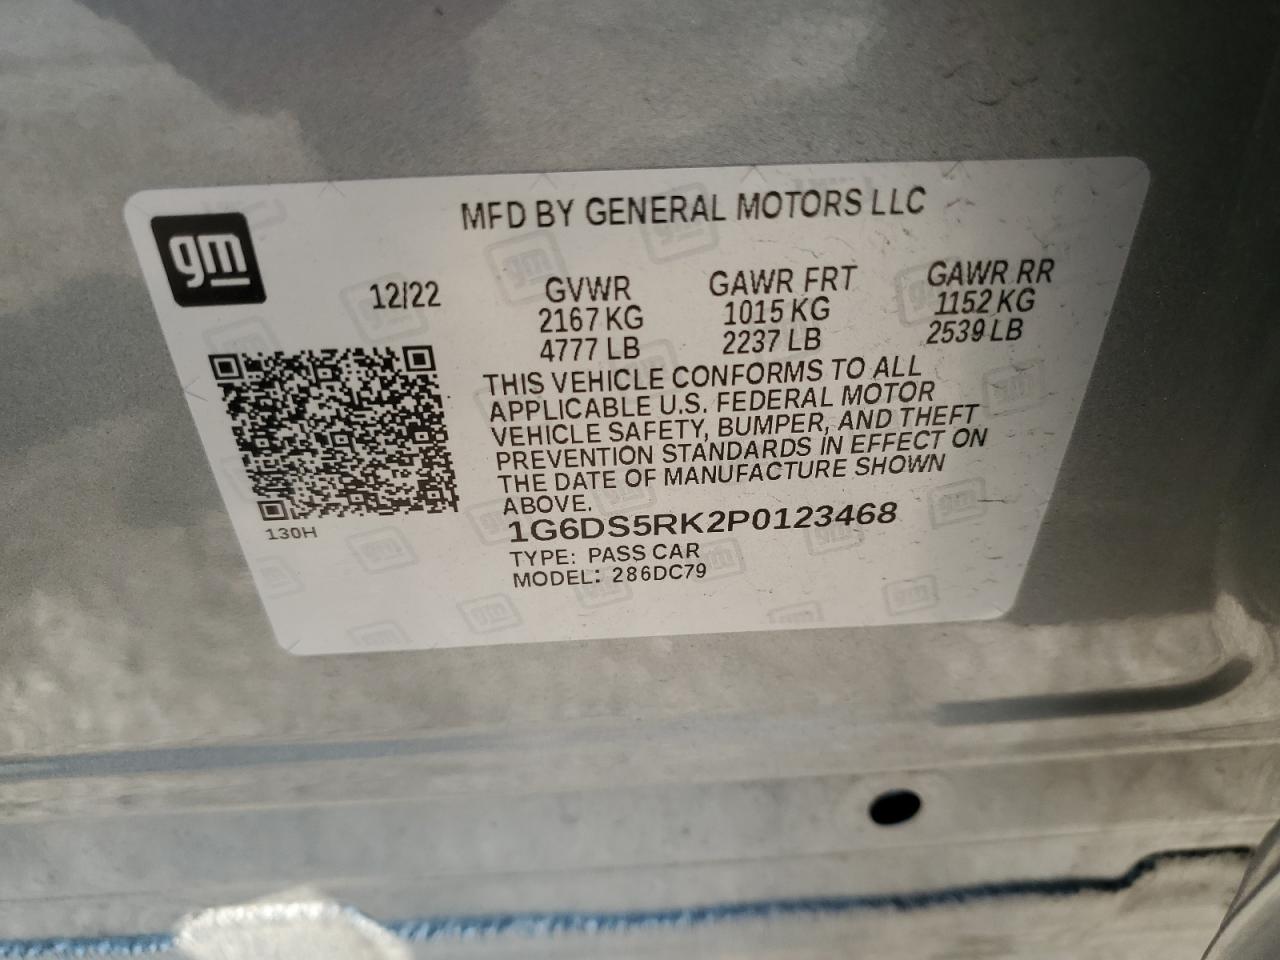 gm
MFD BY GENERAL MOTORS LLC
12/22
GVWR
2167 KG
4777 LB
GAWR FRT
1015 KG
2237 LB
GAWR RR
1152 KG
2539 LB
THIS VEHICLE CONFORMS TO ALL
APPLICABLE U.S. FEDERAL MOTOR
VEHICLE SAFETY, BUMPER, AND THEFT
PREVENTION STANDARDS IN EFFECT ON
THE DATE OF MANUFACTURE SHOWN
ABOVE.
1G6DS5RK2P0123468
TYPE: PASS CAR
MODEL: 286DC79
130H